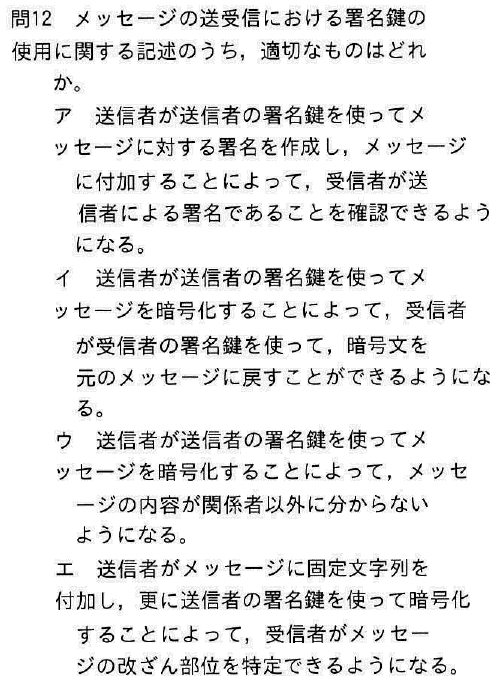 問12　メッセージの送受信における署名鍵の
使用に関する記述のうち，適切なものはどれ
か。
ア　送信者が送信者の署名鍵を使ってメ
ッセージに対する署名を作成し，メッセージ
に付加することによって，受信者が送
信者による署名であることを確認できるよう
になる。
イ　送信者が送信者の署名鍵を使ってメ
ッセージを暗号化することによって，受信者
が受信者の署名鍵を使って，暗号文を
元のメッセージに戻すことができるようにな
る。
ウ　送信者が送信者の署名鍵を使ってメ
ッセージを暗号化することによって，メッセ
ージの内容が関係者以外に分からない
ようになる。
エ　送信者がメッセージに固定文字列を
付加し，更に送信者の署名鍵を使って暗号化
することによって，受信者がメッセー
ジの改ざん部位を特定できるようになる。